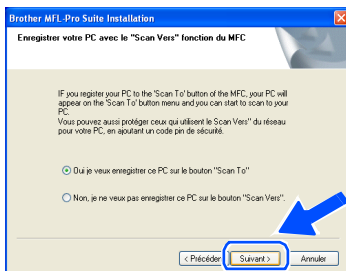 Brother MFL-Pro Suite Installation
Enregistrer votre PC avec le "Scan Vers" fonction du MFC
IF you register your PC to the 'Scan To' button of the MFC, your PC will
appear on the 'Scan To' button menu and you can start to scan to your
PC.
Vous pouvez aussi protéger ceux qui utilisent le Scan Vers" du réseau
pour votre PC, en ajoutant un code pin de sécurité.
Oui je veux enregistrer ce PC sur le bouton "Scan To"
Non, je ne veux pas enregistrer ce PC sur le bouton "Scan Vers".
< Précéder
Suivant >
Annuler